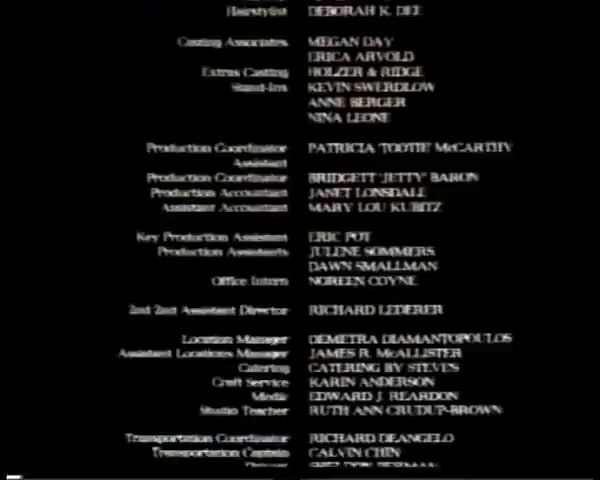 Hairstylist DEBORAH K. DEE
Casting Associates MEGAN DAY
ERICA ARVOLD
Extras Casting HOLZER & RIDGE
Stand-Ins KEVIN SWERDLOW
ANNE BERGER
NINA LEONE
Production Coordinator PATRICIA 'TOOTIE' McCARTHY
Assistant
Production Coordinator BRIDGETT 'JETTY' BARON
Production Accountant JANET LONSDALE
Assistant Accountant MARY LOU KUBITZ
Key Production Assistant ERIC POT
Production Assistants JULENE SOMMERS
DAWN SMALLMAN
Office Intern NOREEN COYNE
2nd 2nd Assistant Director RICHARD LEDERER
Location Manager DEMETRA DIAMANTOPOULOS
Assistant Locations Manager JAMES R. McALLISTER
Catering CATERING BY STEVE'S
Craft Service KARIN ANDERSON
Medic EDWARD J. REARDON
Studio Teacher RUTH ANN CRUDUP-BROWN
Transportation Coordinator RICHARD DEANGELO
Transportation Captain CALVIN CHIN